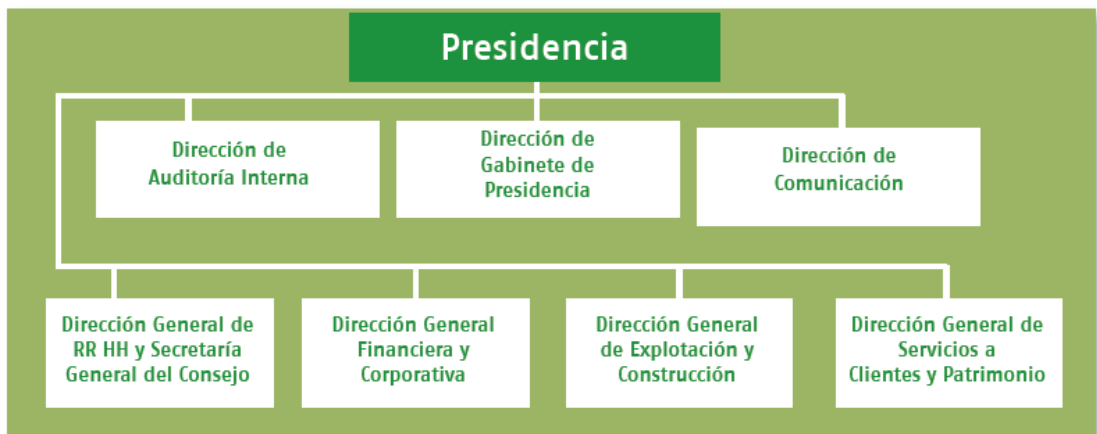 Presidencia
Dirección de
Auditoría Interna
Dirección de
Gabinete de
Presidencia
Dirección de
Comunicación
Dirección General de
RR HH y Secretaría
General del Consejo
Dirección General
Financiera y
Corporativa
Dirección General
de Explotación y
Construcción
Dirección General de
Servicios a
Clientes y Patrimonio